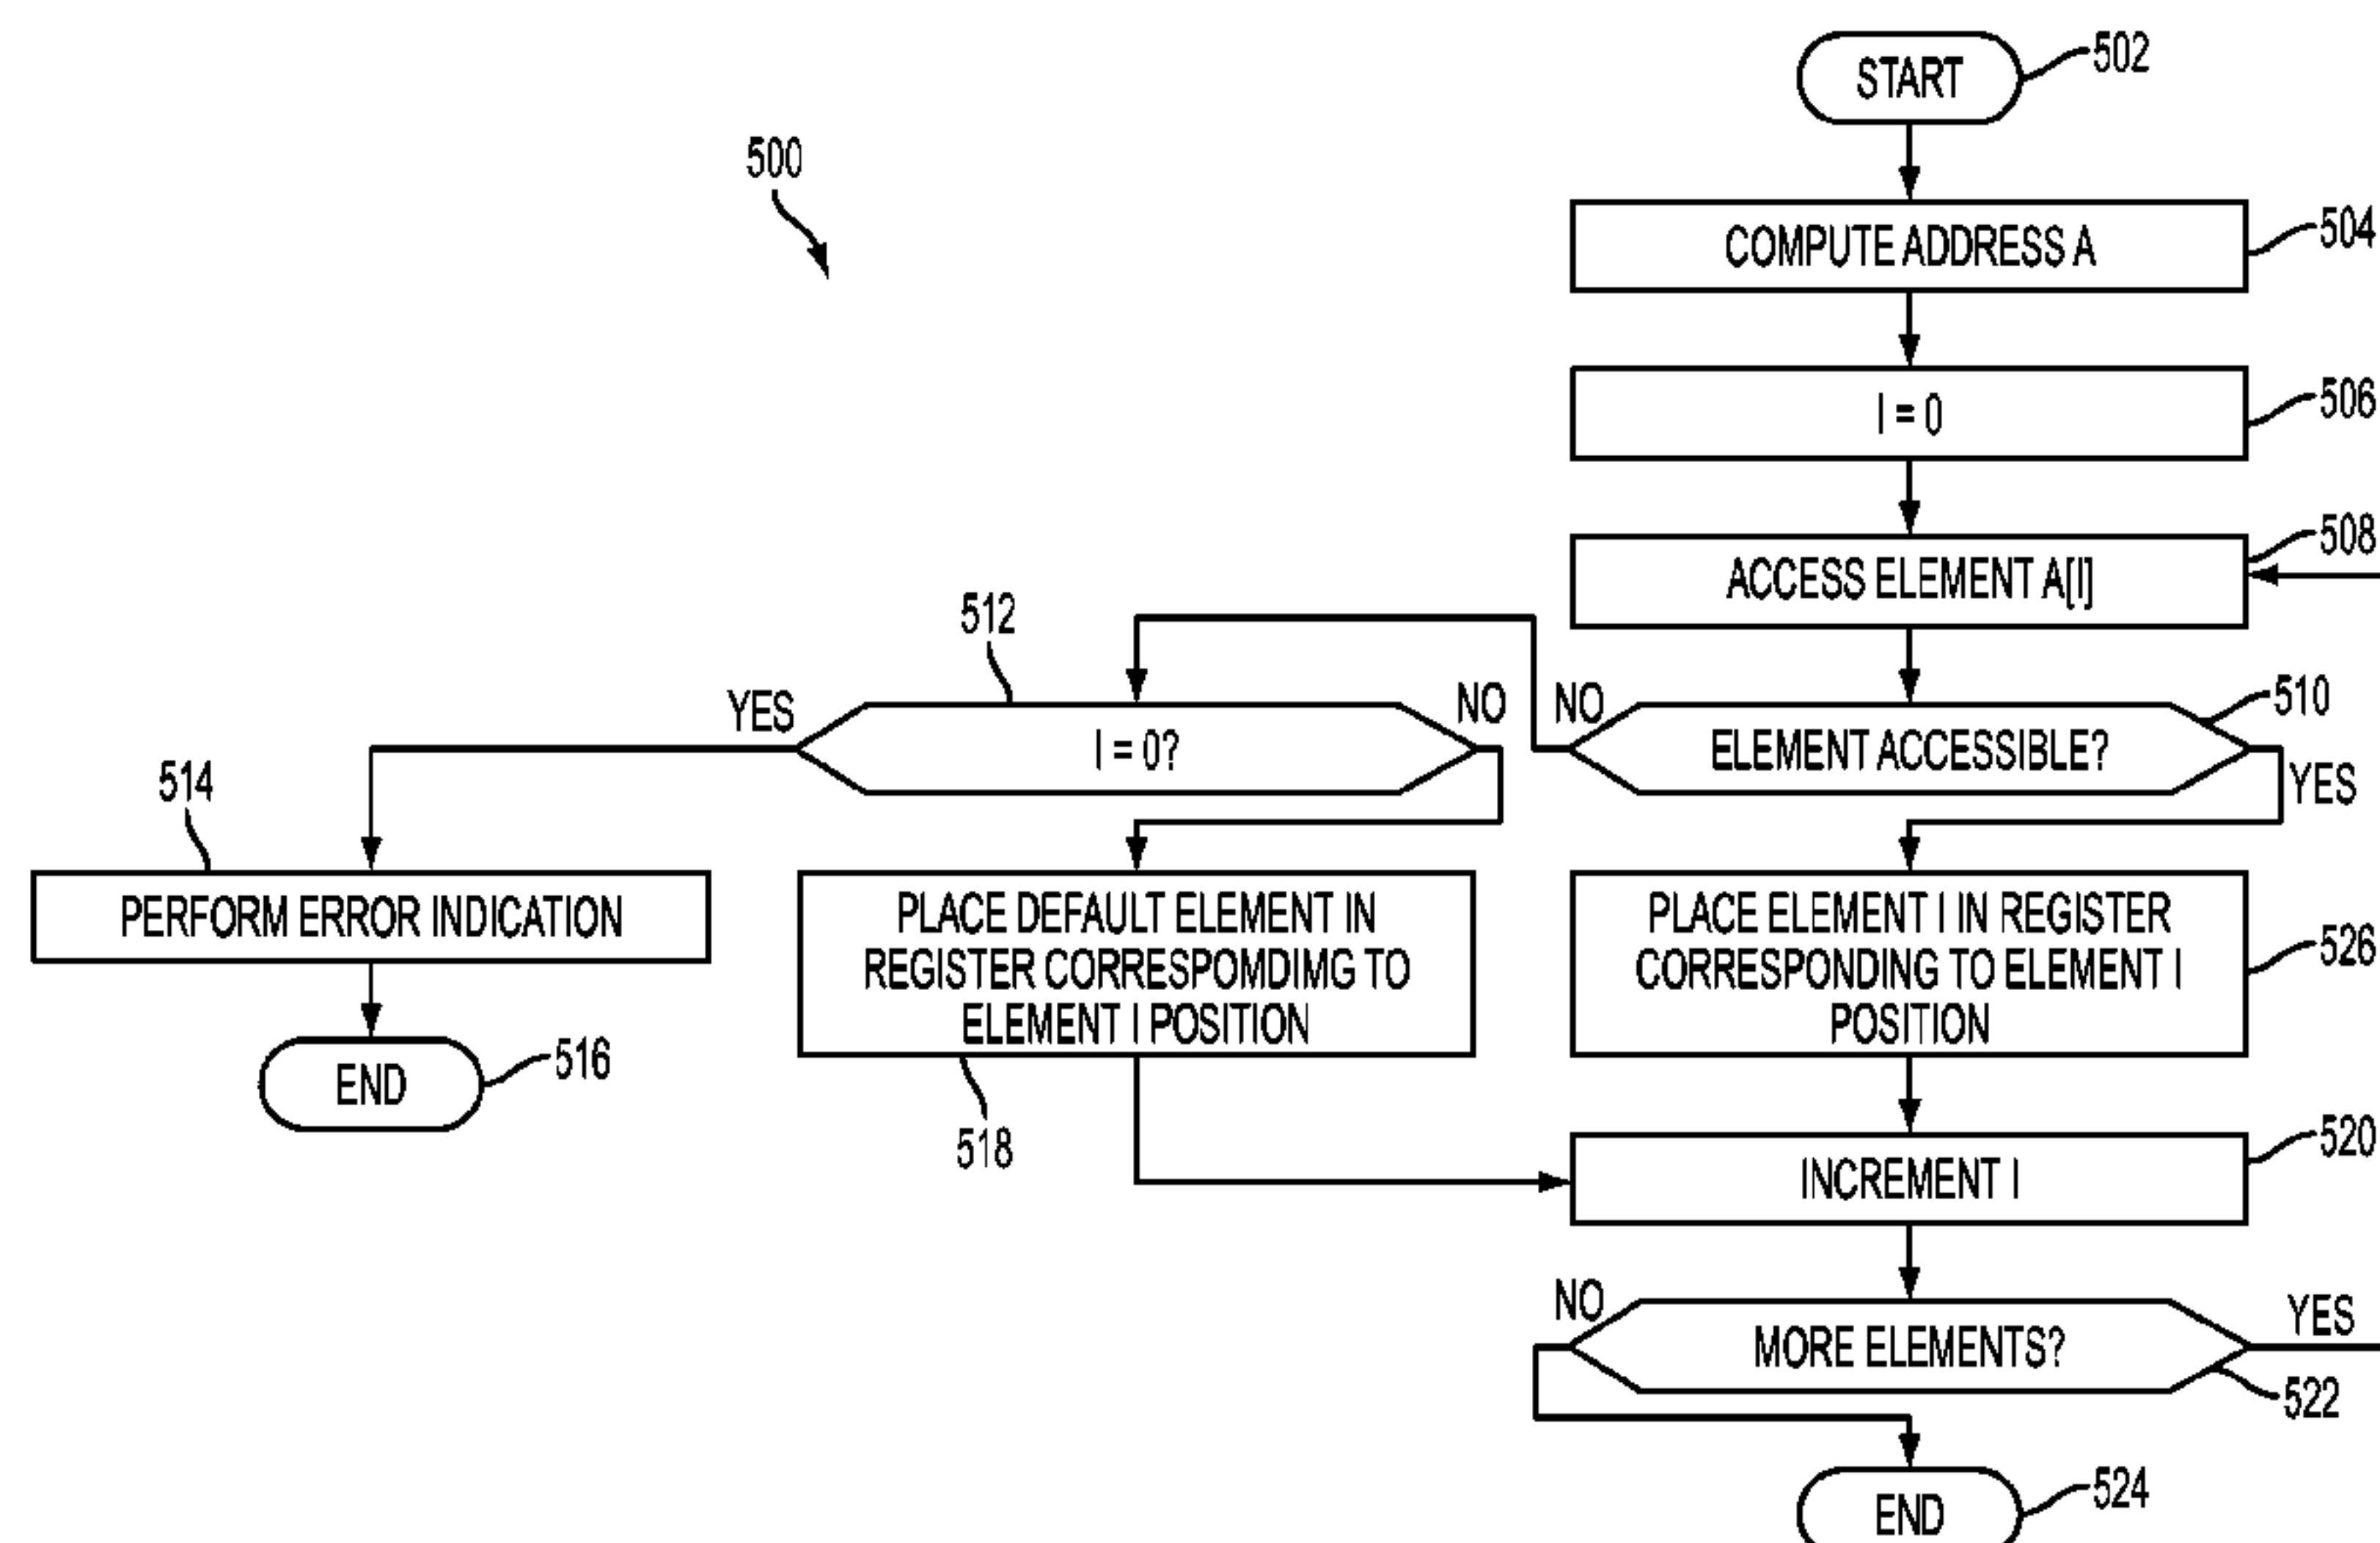 START
502
500
COMPUTE ADDRESS A
504
I = 0
506
ACCESS ELEMENT A[I]
508
512
YES
I = 0?
NO
NO
ELEMENT ACCESSIBLE?
510
YES
514
PERFORM ERROR INDICATION
PLACE DEFAULT ELEMENT IN
REGISTER CORRESPOMDIMG TO
ELEMENT I POSITION
PLACE ELEMENT I IN REGISTER
CORRESPONDING TO ELEMENT I
POSITION
526
END
516
518
INCREMENT I
520
NO
MORE ELEMENTS?
YES
522
END
524